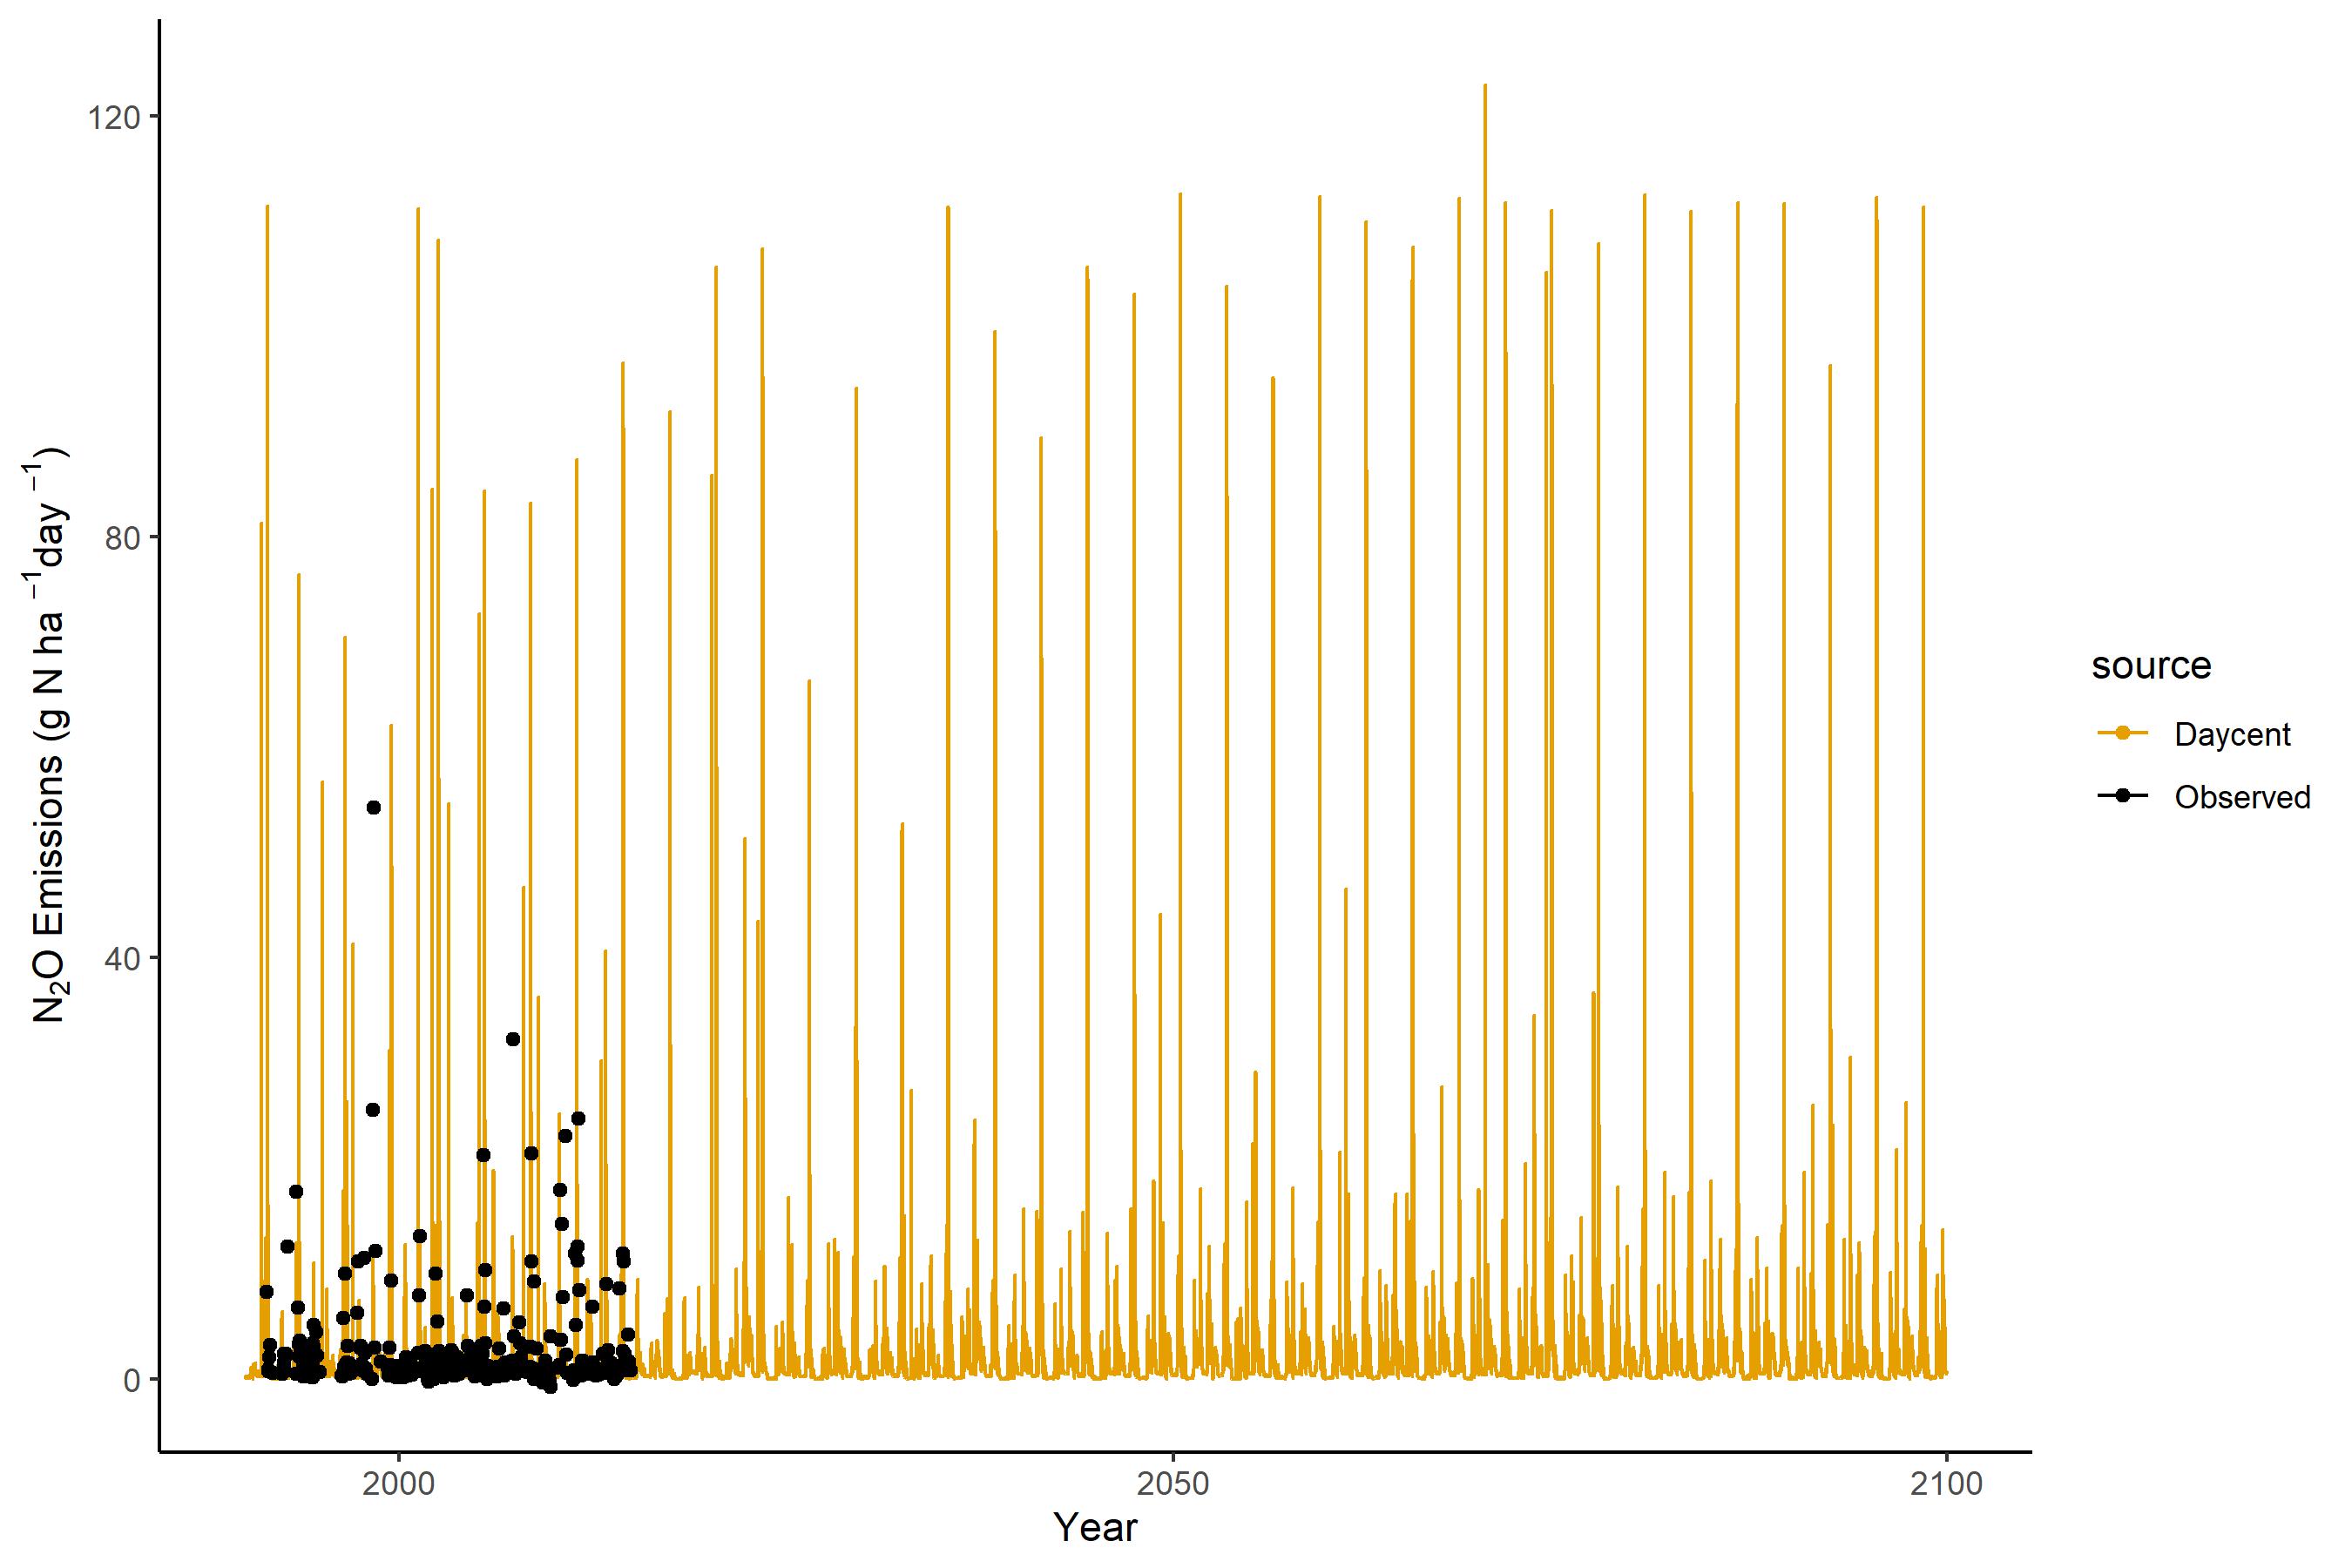 120
80
40
0
N₂O Emissions (g N ha ⁻¹day ⁻¹)
2000
2050
2100
Year
source
Daycent
Observed